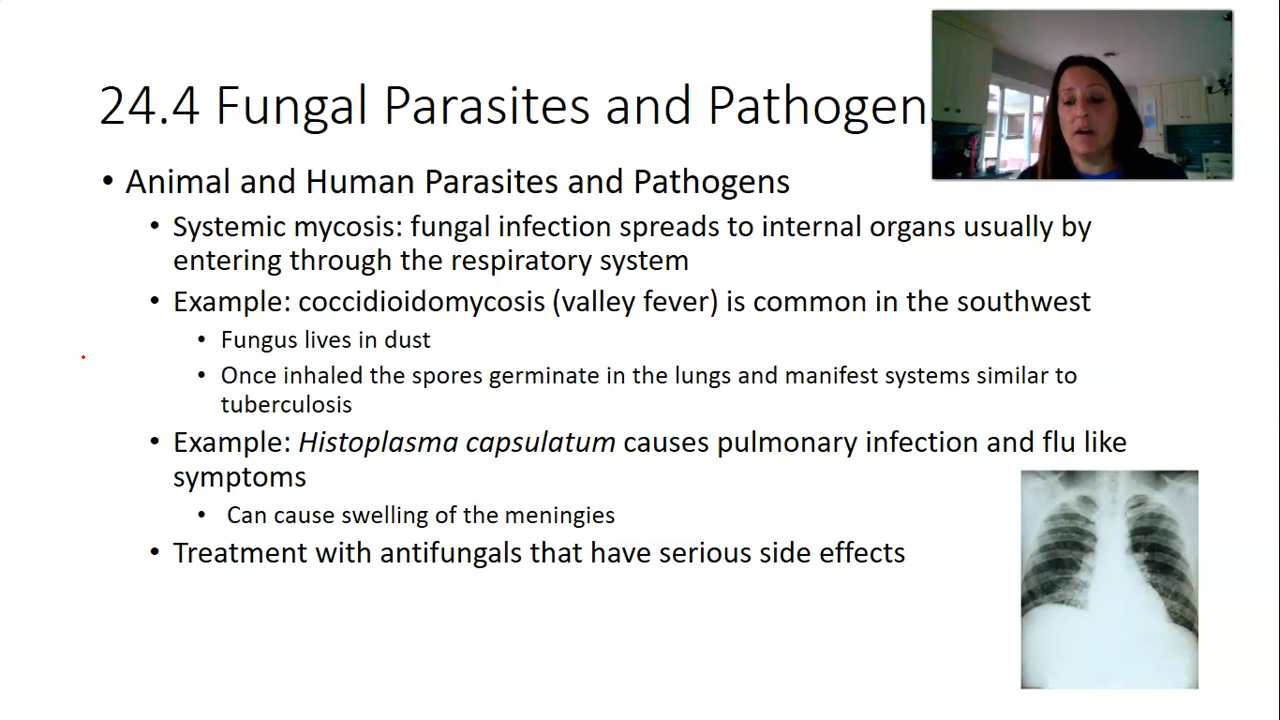 24.4 Fungal Parasites and Pathogen
• Animal and Human Parasites and Pathogens
• Systemic mycosis: fungal infection spreads to internal organs usually by
entering through the respiratory system
• Example: coccidioidomycosis (valley fever) is common in the southwest
• Fungus lives in dust
• Once inhaled the spores germinate in the lungs and manifest systems similar to
tuberculosis
• Example: Histoplasma capsulatum causes pulmonary infection and flu like
symptoms
• Can cause swelling of the meningies
• Treatment with antifungals that have serious side effects